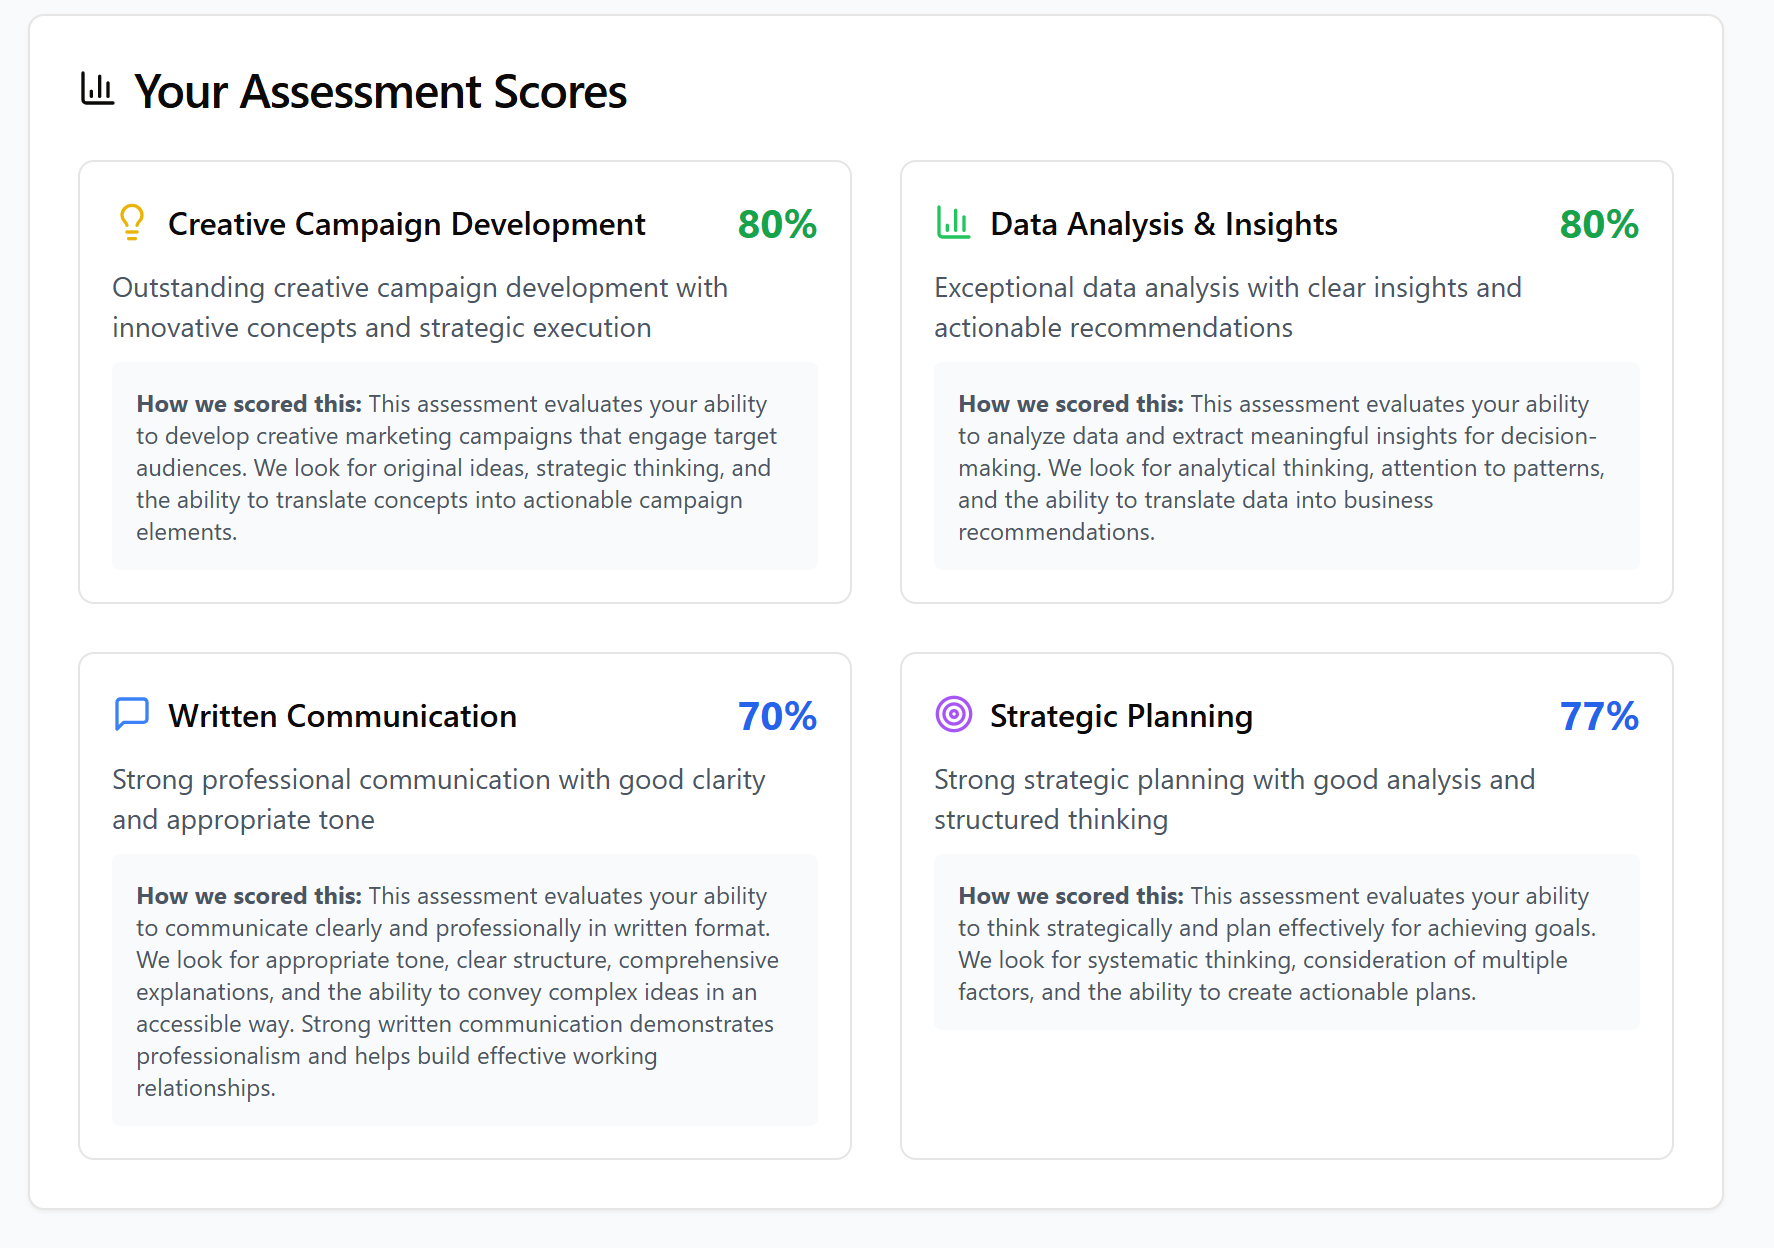 Your Assessment Scores
Creative Campaign Development 80%
Outstanding creative campaign development with
innovative concepts and strategic execution
How we scored this: This assessment evaluates your ability
to develop creative marketing campaigns that engage target
audiences. We look for original ideas, strategic thinking, and
the ability to translate concepts into actionable campaign
elements.
Data Analysis & Insights 80%
Exceptional data analysis with clear insights and
actionable recommendations
How we scored this: This assessment evaluates your ability
to analyze data and extract meaningful insights for decision-
making. We look for analytical thinking, attention to patterns,
and the ability to translate data into business
recommendations.
Written Communication 70%
Strong professional communication with good clarity
and appropriate tone
How we scored this: This assessment evaluates your ability
to communicate clearly and professionally in written format.
We look for appropriate tone, clear structure, comprehensive
explanations, and the ability to convey complex ideas in an
accessible way. Strong written communication demonstrates
professionalism and helps build effective working
relationships.
Strategic Planning 77%
Strong strategic planning with good analysis and
structured thinking
How we scored this: This assessment evaluates your ability
to think strategically and plan effectively for achieving goals.
We look for systematic thinking, consideration of multiple
factors, and the ability to create actionable plans.